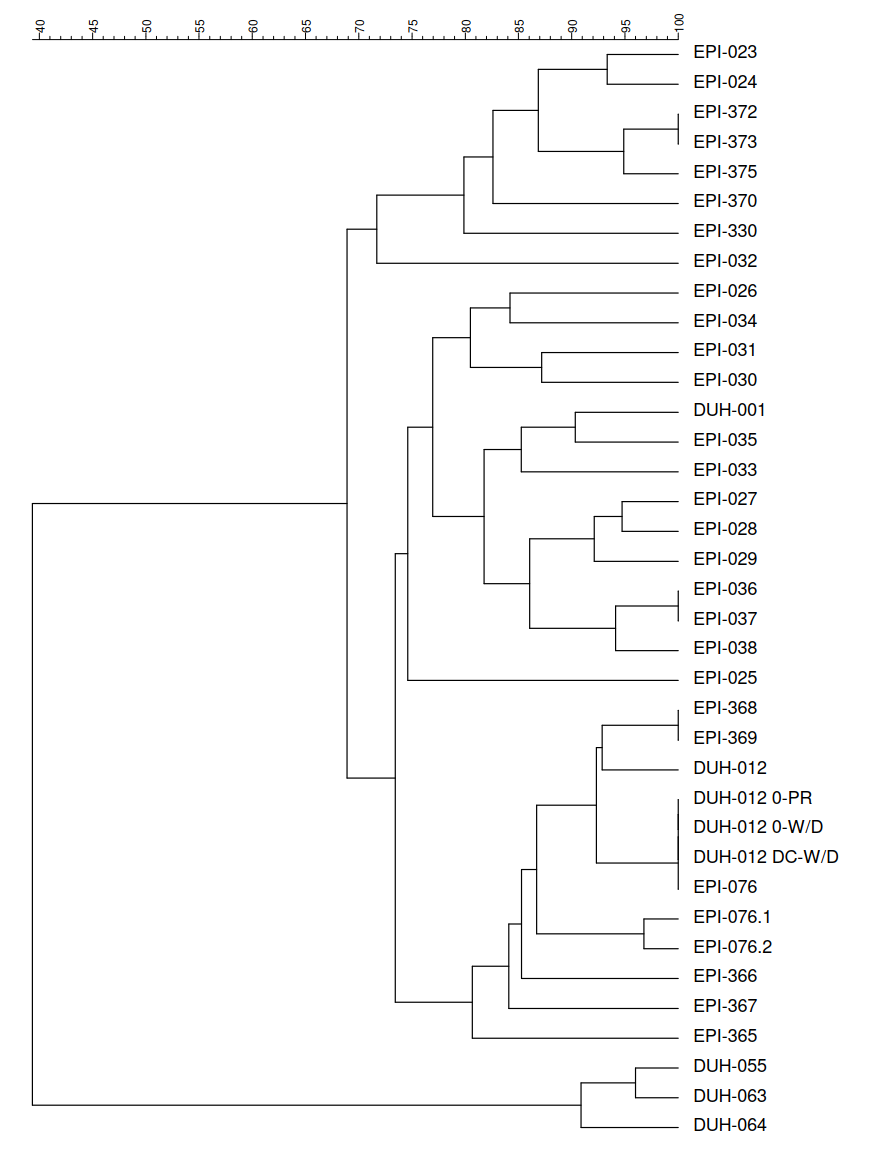 40 45 50 55 60 65 70 75 80 85 90 95 100
EPI-023
EPI-024
EPI-372
EPI-373
EPI-375
EPI-370
EPI-330
EPI-032
EPI-026
EPI-034
EPI-031
EPI-030
DUH-001
EPI-035
EPI-033
EPI-027
EPI-028
EPI-029
EPI-036
EPI-037
EPI-038
EPI-025
EPI-368
EPI-369
DUH-012
DUH-012 0-PR
DUH-012 0-W/D
DUH-012 DC-W/D
EPI-076
EPI-076.1
EPI-076.2
EPI-366
EPI-367
EPI-365
DUH-055
DUH-063
DUH-064